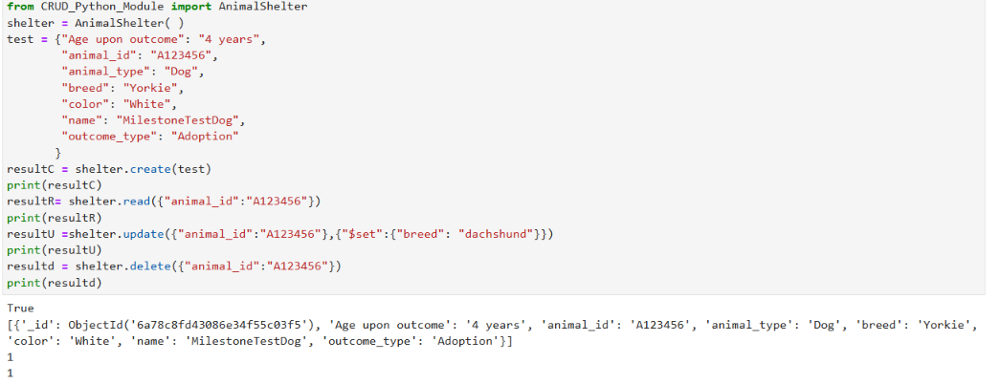 from CRUD_Python_Module import AnimalShelter
shelter = AnimalShelter( )
test = {"Age upon outcome": "4 years",
"animal_id": "A123456",
"animal_type": "Dog",
"breed": "Yorkie",
"color": "White",
"name": "MilestoneTestDog",
"outcome_type": "Adoption"
}
resultC = shelter.create(test)
print(resultC)
resultR= shelter.read({"animal_id":"A123456"})
print(resultR)
resultU =shelter.update({"animal_id":"A123456"},{"$set":{"breed": "dachshund"}})
print(resultU)
resultd = shelter.delete({"animal_id":"A123456"})
print(resultd)
True
[{'_id': ObjectId('6a78c8fd43086e34f55c03f5'), 'Age upon outcome': '4 years', 'animal_id': 'A123456', 'animal_type': 'Dog', 'breed': 'Yorkie',
'color': 'White', 'name': 'MilestoneTestDog', 'outcome_type': 'Adoption'}]
1
1